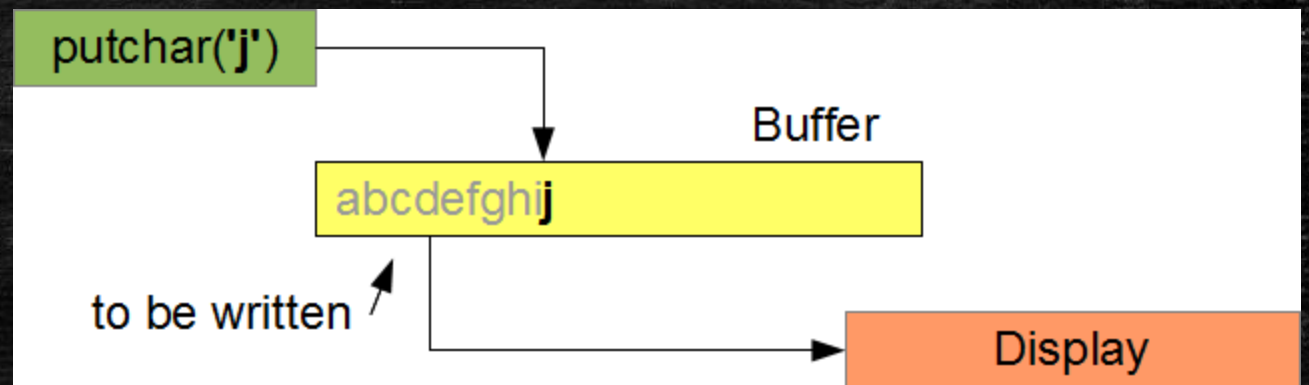 putchar('j')
Buffer
abcdefghij
to be written
Display